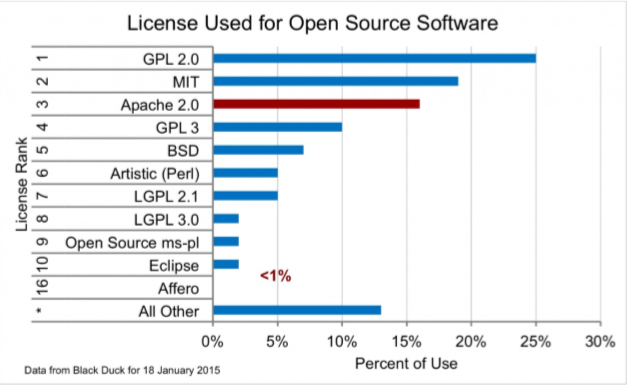 License Used for Open Source Software
License Rank
1 GPL 2.0
2 MIT
3 Apache 2.0
4 GPL 3
5 BSD
6 Artistic (Perl)
7 LGPL 2.1
8 LGPL 3.0
9 Open Source ms-pl
10 Eclipse
<1%
16 Affero
* All Other
0% 5% 10% 15% 20% 25% 30%
Percent of Use
Data from Black Duck for 18 January 2015